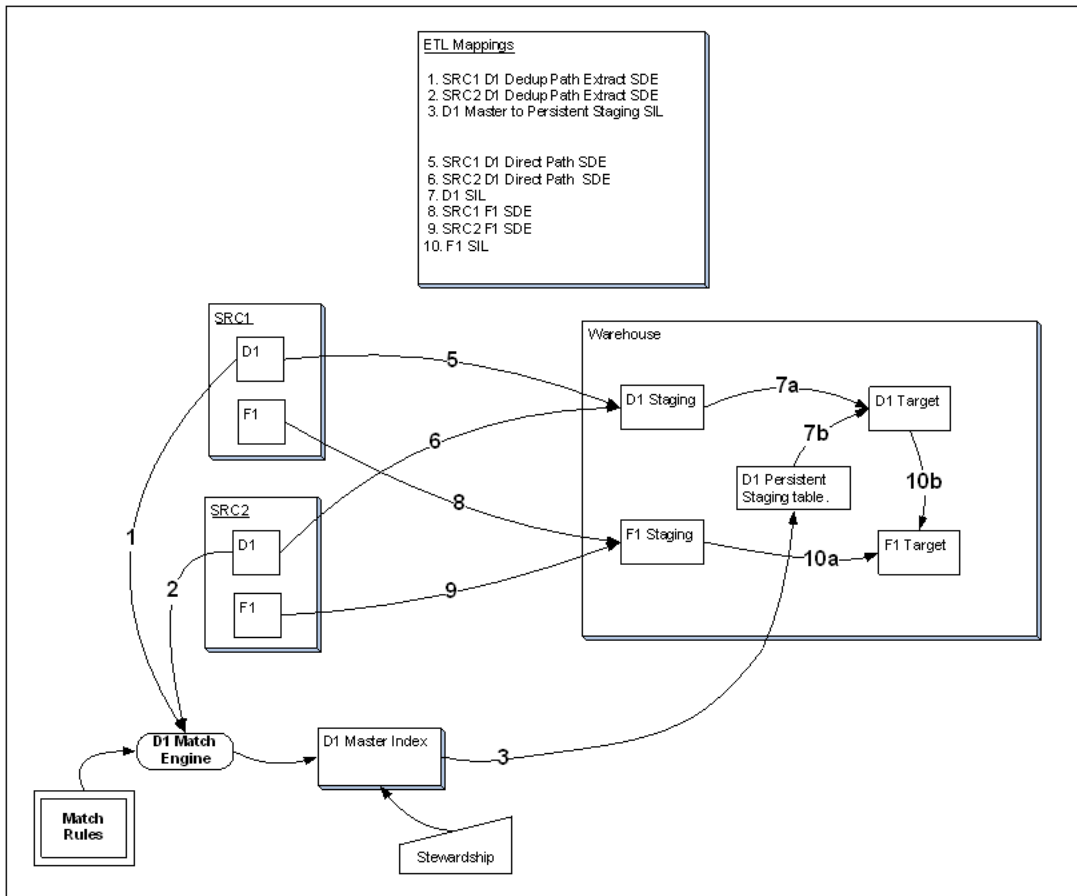 ETL Mappings
1. SRC1 D1 Dedup Path Extract SDE
2. SRC2 D1 Dedup Path Extract SDE
3. D1 Master to Persistent Staging SIL
5. SRC1 D1 Direct Path SDE
6. SRC2 D1 Direct Path SDE
7. D1 SIL
8. SRC1 F1 SDE
9. SRC2 F1 SDE
10. F1 SIL
SRC1
D1
F1
SRC2
D1
F1
Warehouse
D1 Staging
D1 Target
D1 Persistent
Staging table .
F1 Staging
F1 Target
5
6
8
9
7a
7b
10b
10a
1
2
3
D1 Match
Engine
D1 Master Index
Match
Rules
Stewardship